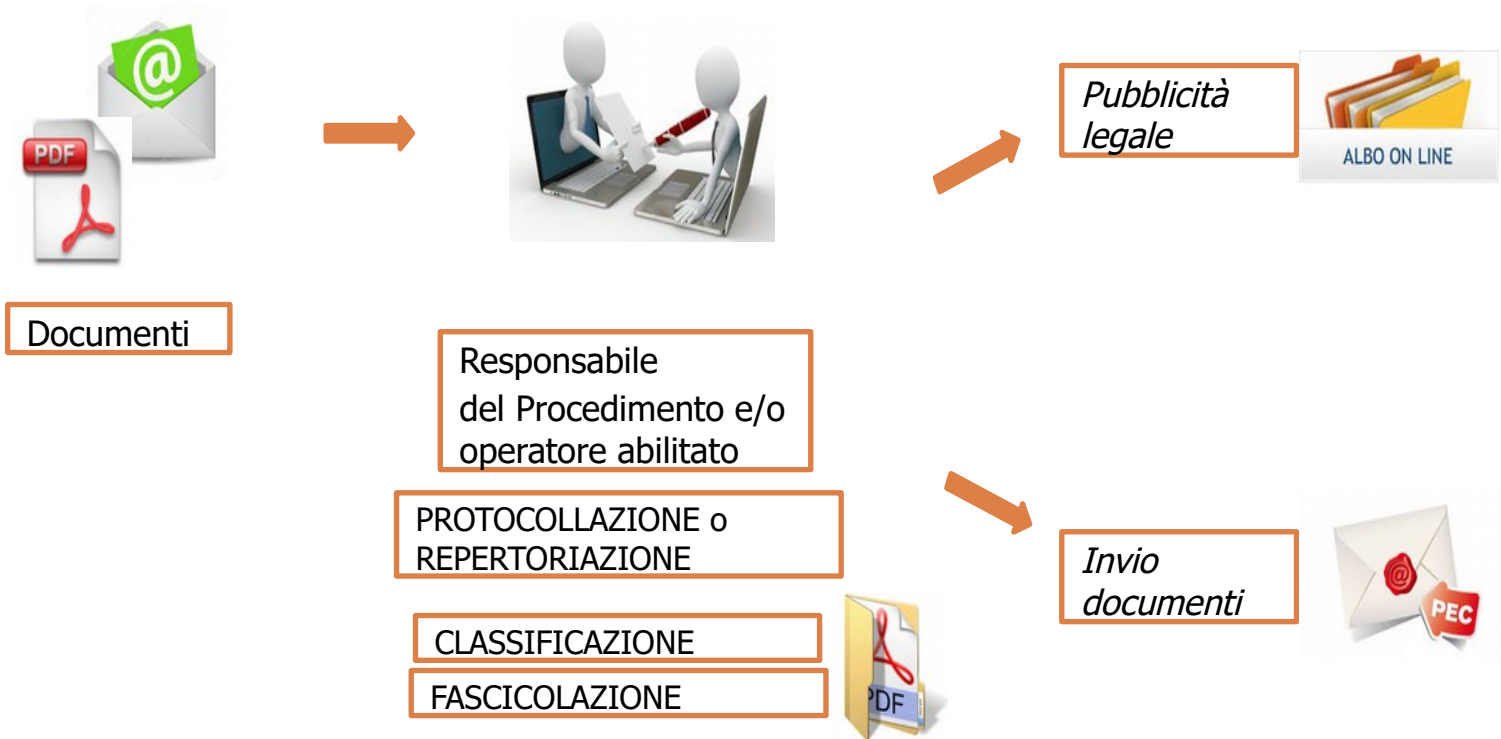 @
PDF
Documenti
Responsabile
del Procedimento e/o
operatore abilitato
PROTOCOLLAZIONE o
REPERTORIAZIONE
CLASSIFICAZIONE
FASCICOLAZIONE
PDF
Pubblicità
legale
ALBO ON LINE
Invio
documenti
@
PEC